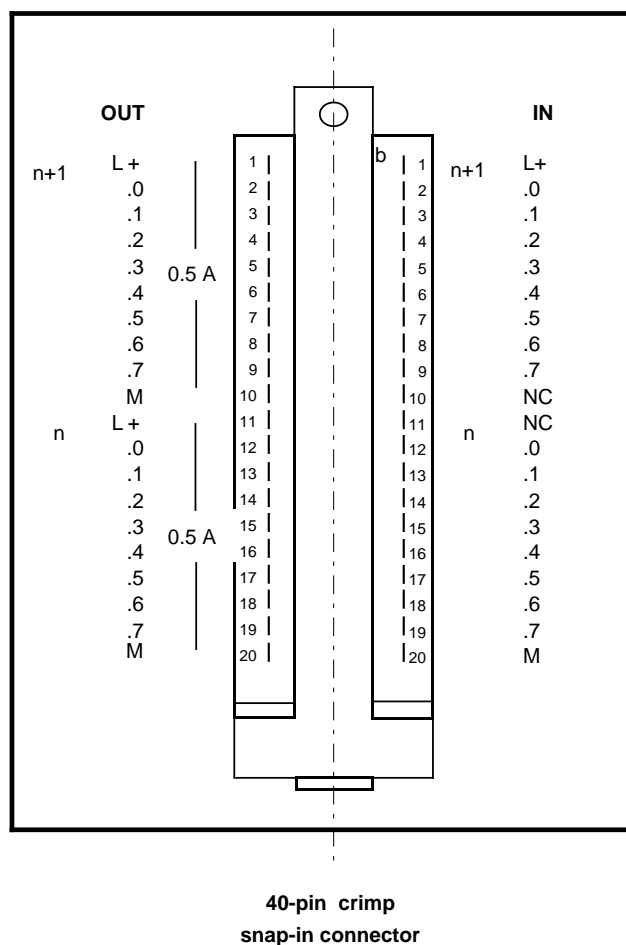 OUT IN
L + 1 b 1 L+
n+1 n+1
.0 2 2 .0
.1 3 3 .1
.2 4 4 .2
.3 0.5 A 5 5 .3
.4 6 6 .4
.5 7 7 .5
.6 8 8 .6
.7 9 9 .7
M 10 10 NC
L + 11 11 NC
n n
.0 12 12 .0
.1 13 13 .1
.2 14 14 .2
.3 15 15 .3
0.5 A
.4 16 16 .4
.5 17 17 .5
.6 18 18 .6
.7 19 19 .7
M 20 20 M
40-pin crimp
snap-in connector